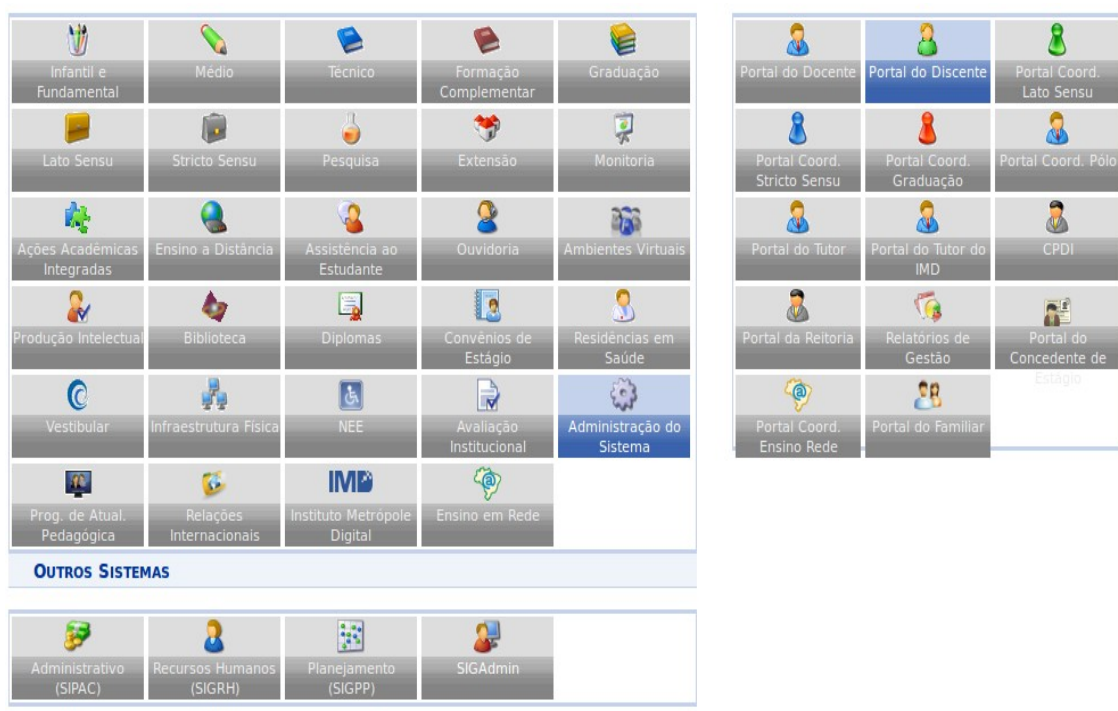 Infantil e
Fundamental
Médio
Técnico
Formação
Complementar
Graduação
Lato Sensu
Stricto Sensu
Pesquisa
Extensão
Monitoria
Ações Acadêmicas
Integradas
Ensino a Distância
Assistência ao
Estudante
Ouvidoria
Ambientes Virtuais
Produção Intelectual
Biblioteca
Diplomas
Convênios de
Estágio
Residências em
Saúde
Vestibular
Infraestrutura Física
NEE
Avaliação
Institucional
Administração do
Sistema
Prog. de Atual.
Pedagógica
Relações
Internacionais
IMD
Instituto Metrópole
Digital
Ensino em Rede
OUTROS SISTEMAS
Administrativo
(SIPAC)
Recursos Humanos
(SIGRH)
Planejamento
(SIGPP)
SIGAdmin
Portal do Docente
Portal do Discente
Portal Coord.
Lato Sensu
Portal Coord.
Stricto Sensu
Portal Coord.
Graduação
Portal Coord. Pólo
Portal do Tutor
Portal do Tutor do
IMD
CPDI
Portal da Reitoria
Relatórios de
Gestão
Portal do
Concedente de
Estágio
Portal Coord.
Ensino Rede
Portal do Familiar